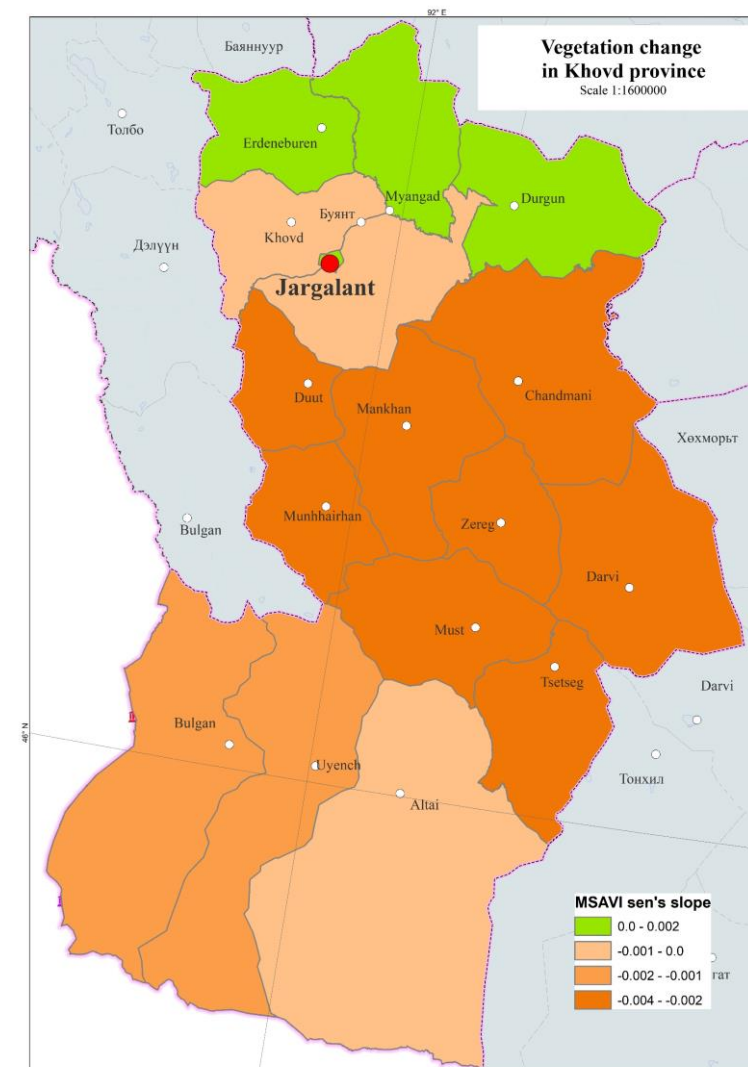 92° E
Баяннуур
Vegetation change
in Khovd province
Scale 1:1600000
Толбо
Erdeneburen
Myangad
Durgun
Буянт
Khovd
Дэлүүн
Jargalant
Duut
Mankhan
Chandmani
Хөхморьт
Munhhairhan
Zereg
Bulgan
Darvi
Must
Tsetseg
Darvi
46° N
Bulgan
Uyench
Тонхил
Altai
MSAVI sen's slope
0.0 - 0.002
-0.001 - 0.0
-0.002 - -0.001
-0.004 - -0.002
гат